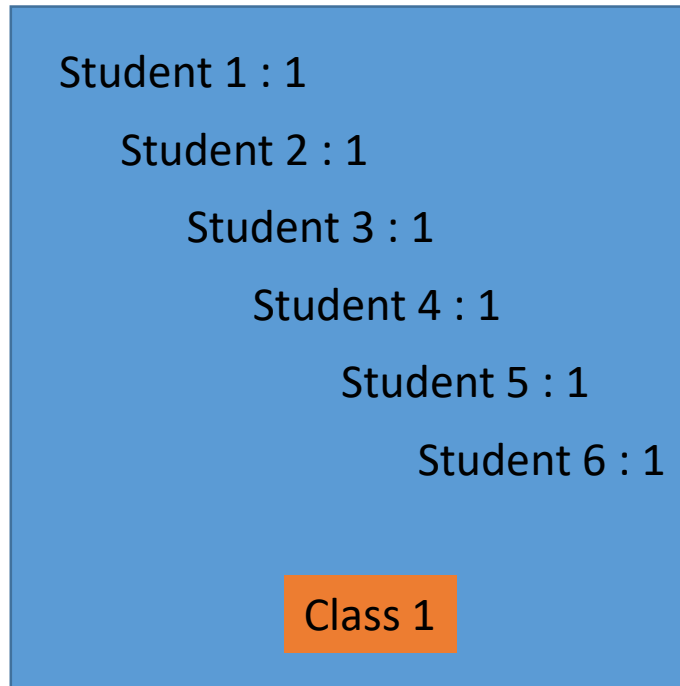 Student 1 : 1
Student 2 : 1
Student 3 : 1
Student 4 : 1
Student 5 : 1
Student 6 : 1
Class 1